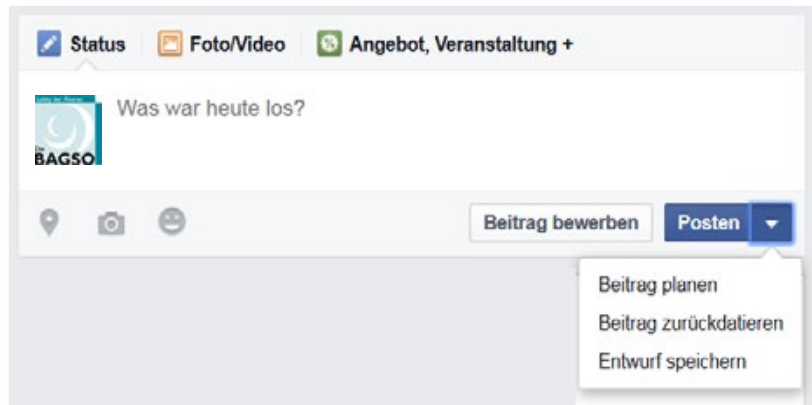 Status Foto/Video Angebot, Veranstaltung +
Was war heute los?
Die
BAGSO
Beitrag bewerben Posten
Beitrag planen
Beitrag zurückdatieren
Entwurf speichern